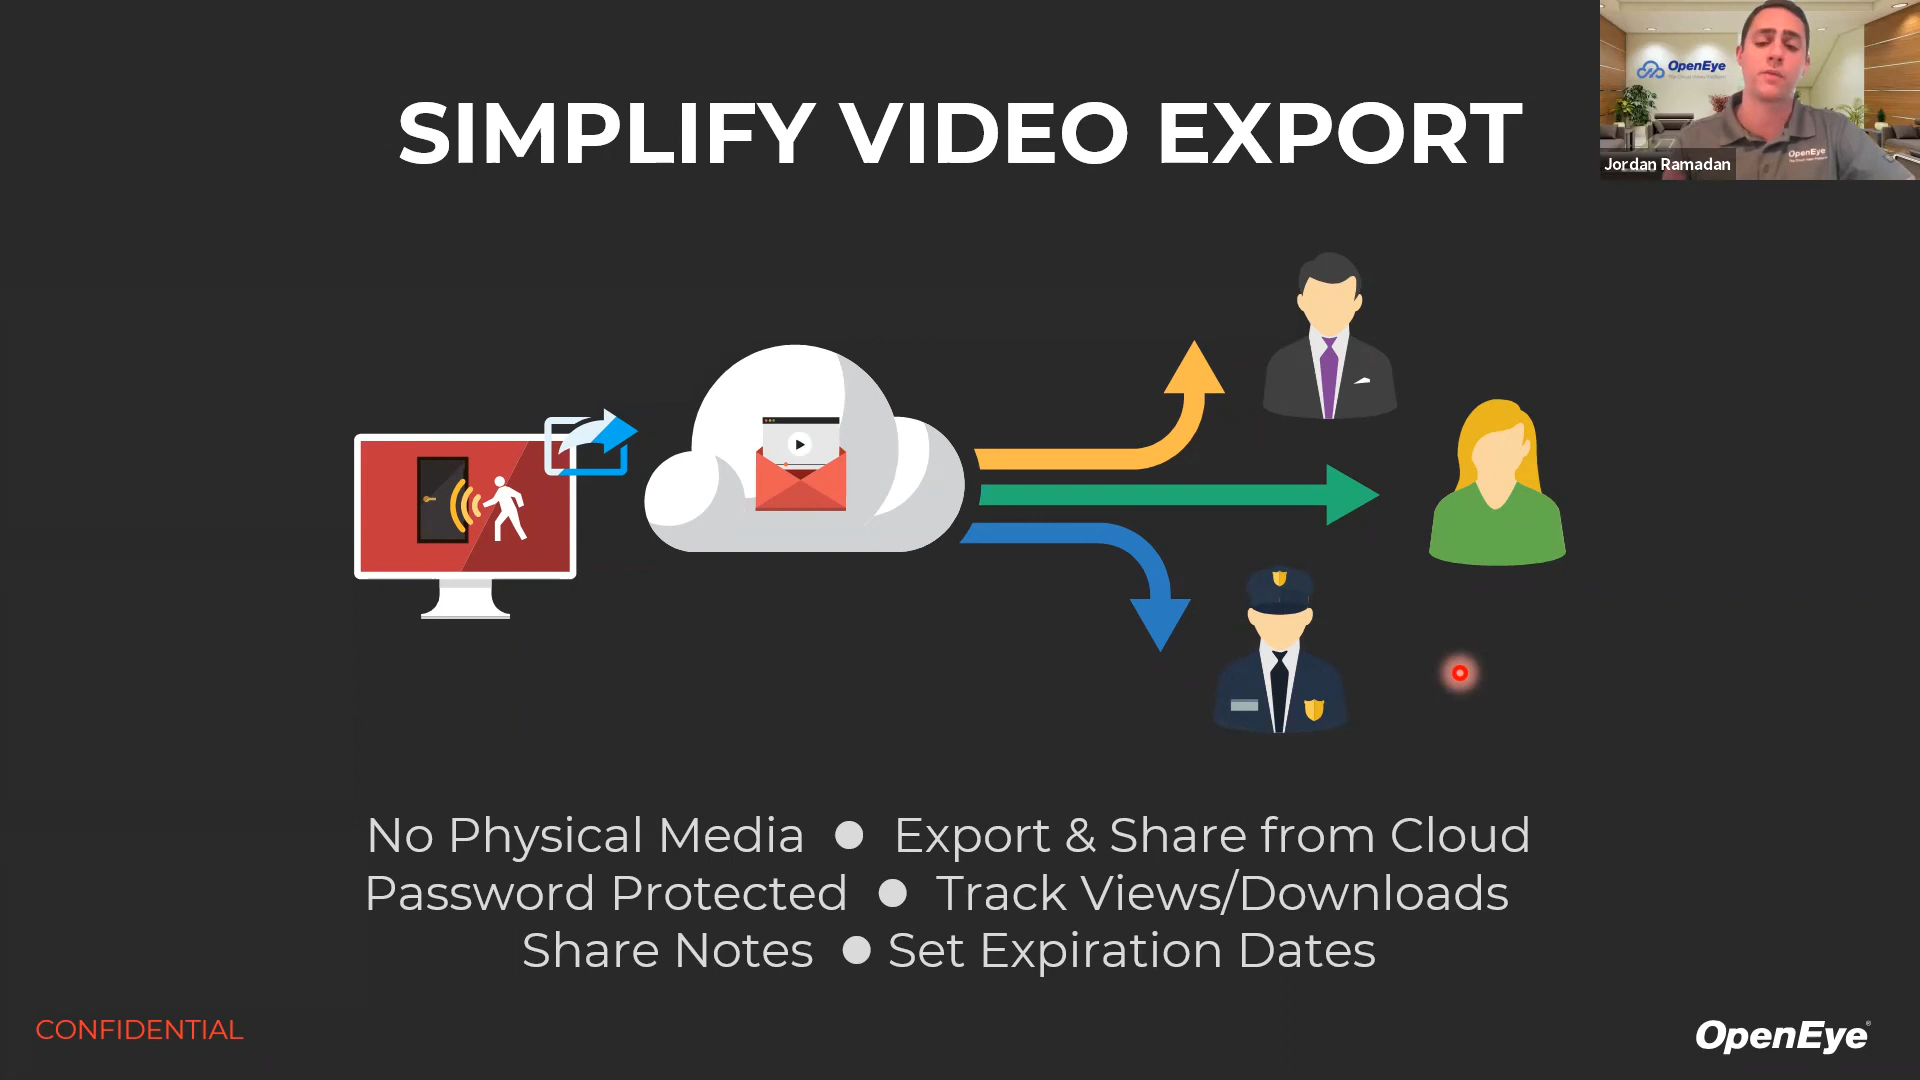 SIMPLIFY VIDEO EXPORT
OpenEye
OpenEye
Jordan Ramadan
No Physical Media ● Export & Share from Cloud
Password Protected ● Track Views/Downloads
Share Notes ● Set Expiration Dates
CONFIDENTIAL
OpenEye®